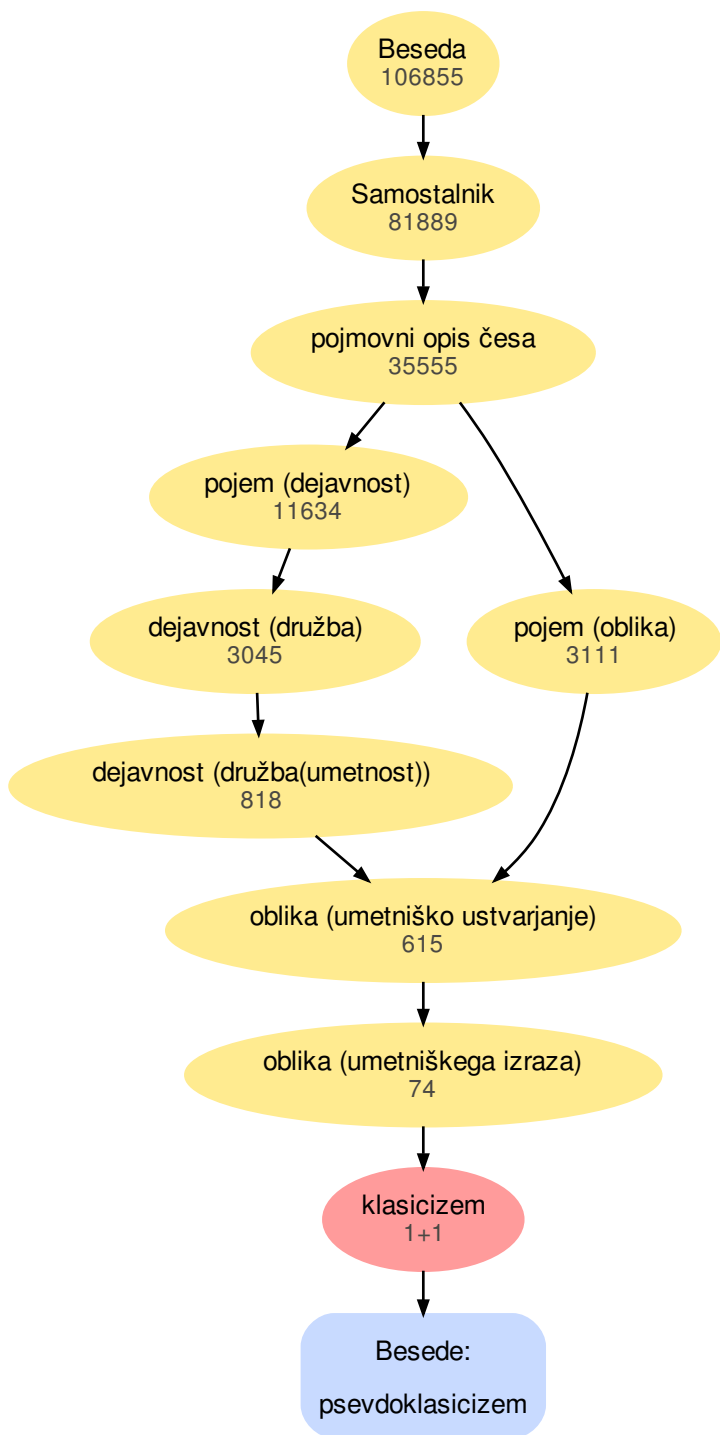 Beseda
106855
Samostalnik
81889
pojmovni opis česa
35555
pojem (dejavnost)
11634
dejavnost (družba)
3045
pojem (oblika)
3111
dejavnost (družba(umetnost))
818
oblika (umetniško ustvarjanje)
615
oblika (umetniškega izraza)
74
klasicizem
1+1
Besede:
psevdoklasicizem